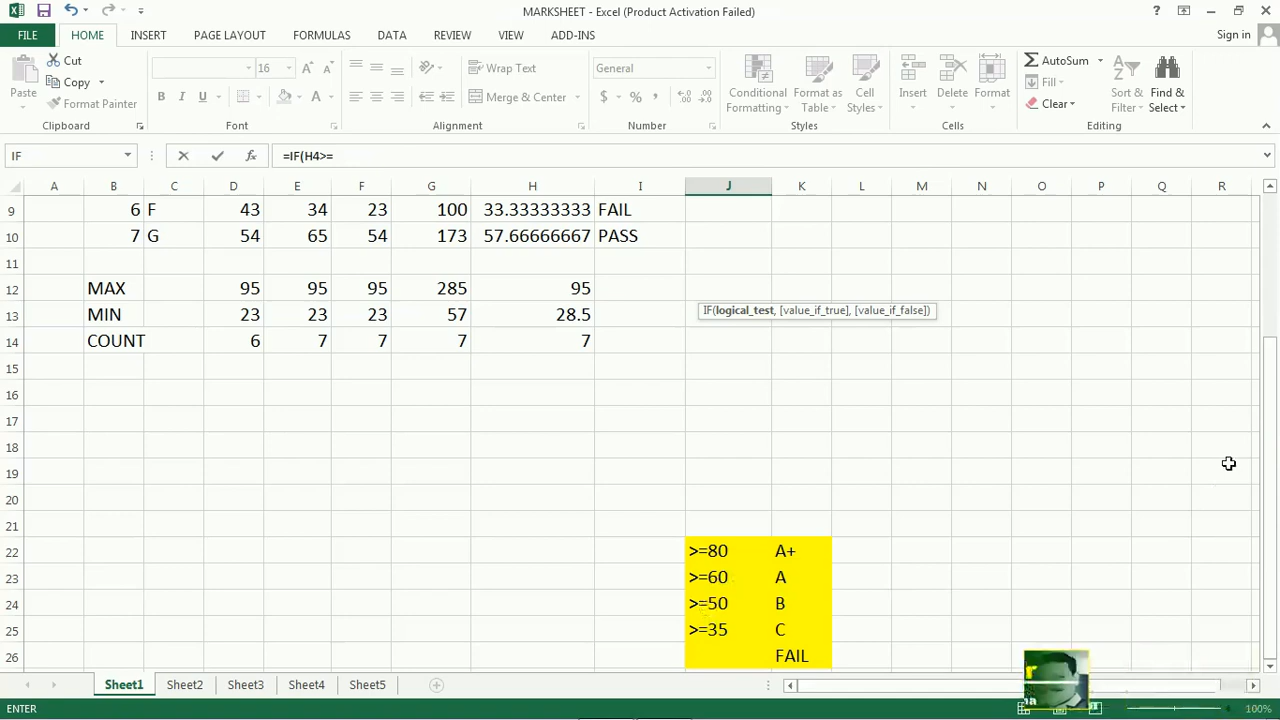 MARKSHEET - Excel (Product Activation Failed)
FILE HOME INSERT PAGE LAYOUT FORMULAS DATA REVIEW VIEW ADD-INS Sign in
Paste Cut Copy Format Painter
Clipboard
16
B I U A
Font
Wrap Text
Merge & Center
Alignment
General
$ % ,
Number
Conditional Formatting
Format as Table
Cell Styles
Styles
Insert Delete Format
Cells
AutoSum
Fill
Clear
Sort & Filter
Find & Select
Editing
IF fx =IF(H4>=
A B C D E F G H I J K L M N O P Q R
9 6 F 43 34 23 100 33.33333333 FAIL
10 7 G 54 65 54 173 57.66666667 PASS
11
12 MAX 95 95 95 285 95
13 MIN 23 23 23 57 28.5
IF(logical_test, [value_if_true], [value_if_false])
14 COUNT 6 7 7 7 7
15
16
17
18
19
20
21
22 >=80 A+
23 >=60 A
24 >=50 B
25 >=35 C
26 FAIL
Sheet1 Sheet2 Sheet3 Sheet4 Sheet5
ENTER 100%